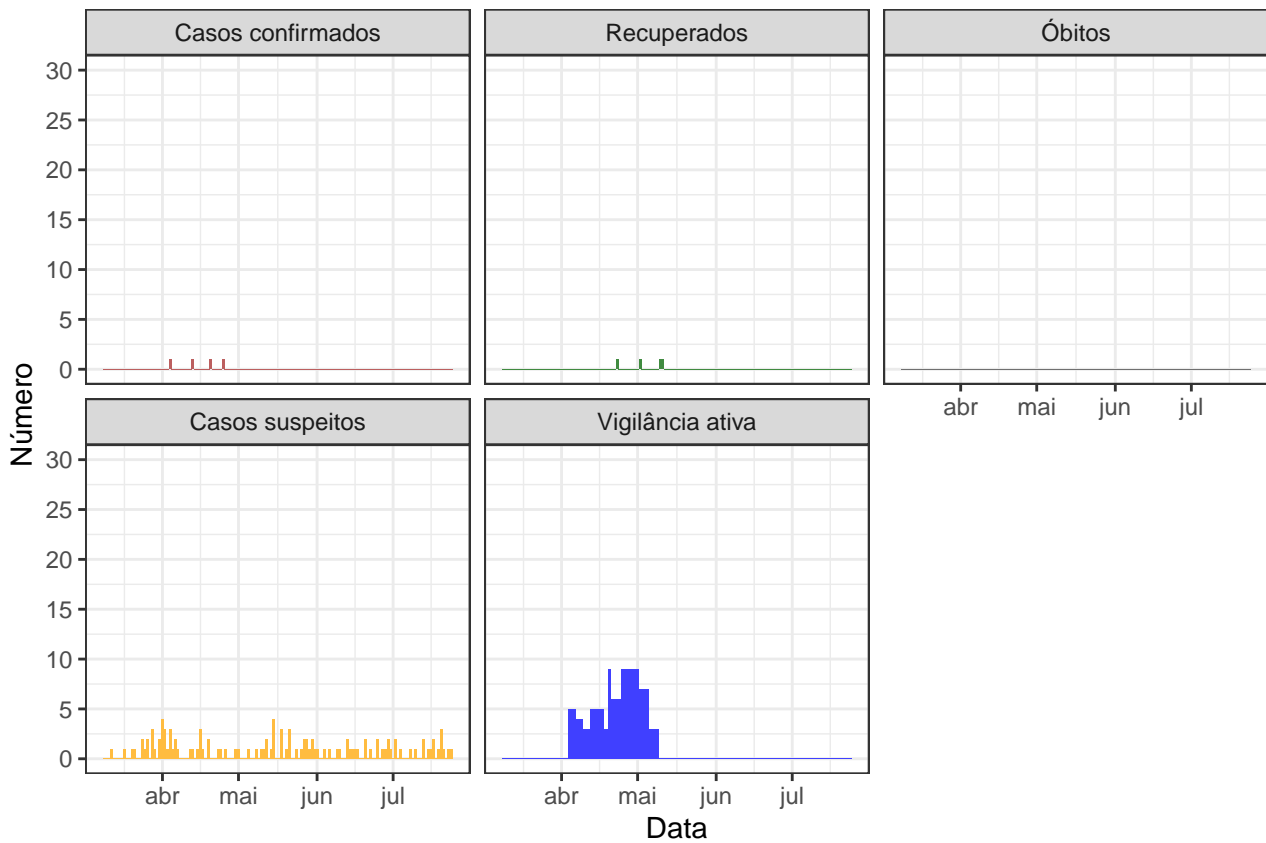 Casos confirmados
Recuperados
Óbitos
30
25
20
15
10
5
0
abr mai jun jul
Número
Casos suspeitos
Vigilância ativa
30
25
20
15
10
5
0
abr mai jun jul
abr mai jun jul
Data